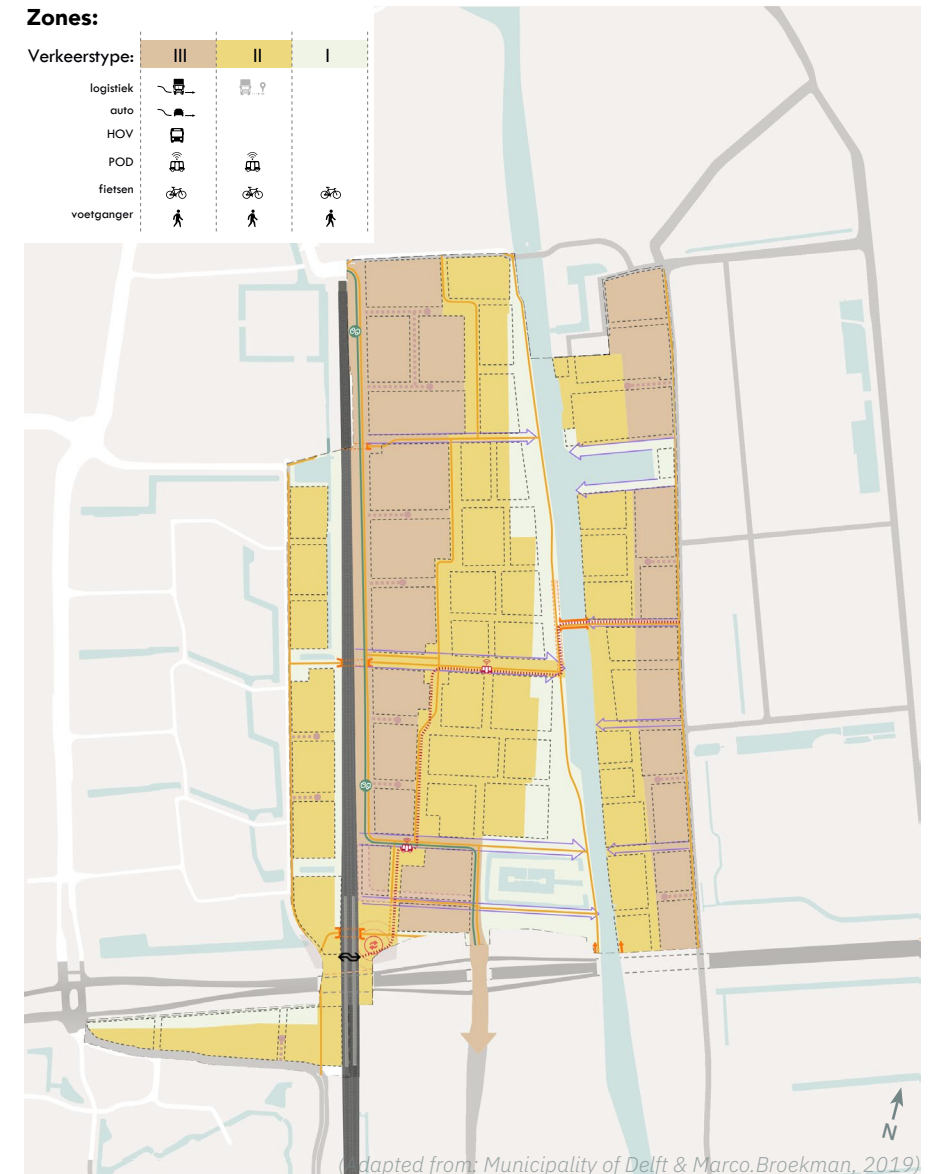 Zones:
Verkeerstype: III II I
logistiek
auto
HOV
POD
fietsen
voetganger
N
(Adapted from: Municipality of Delft & Marco.Broekman, 2019)